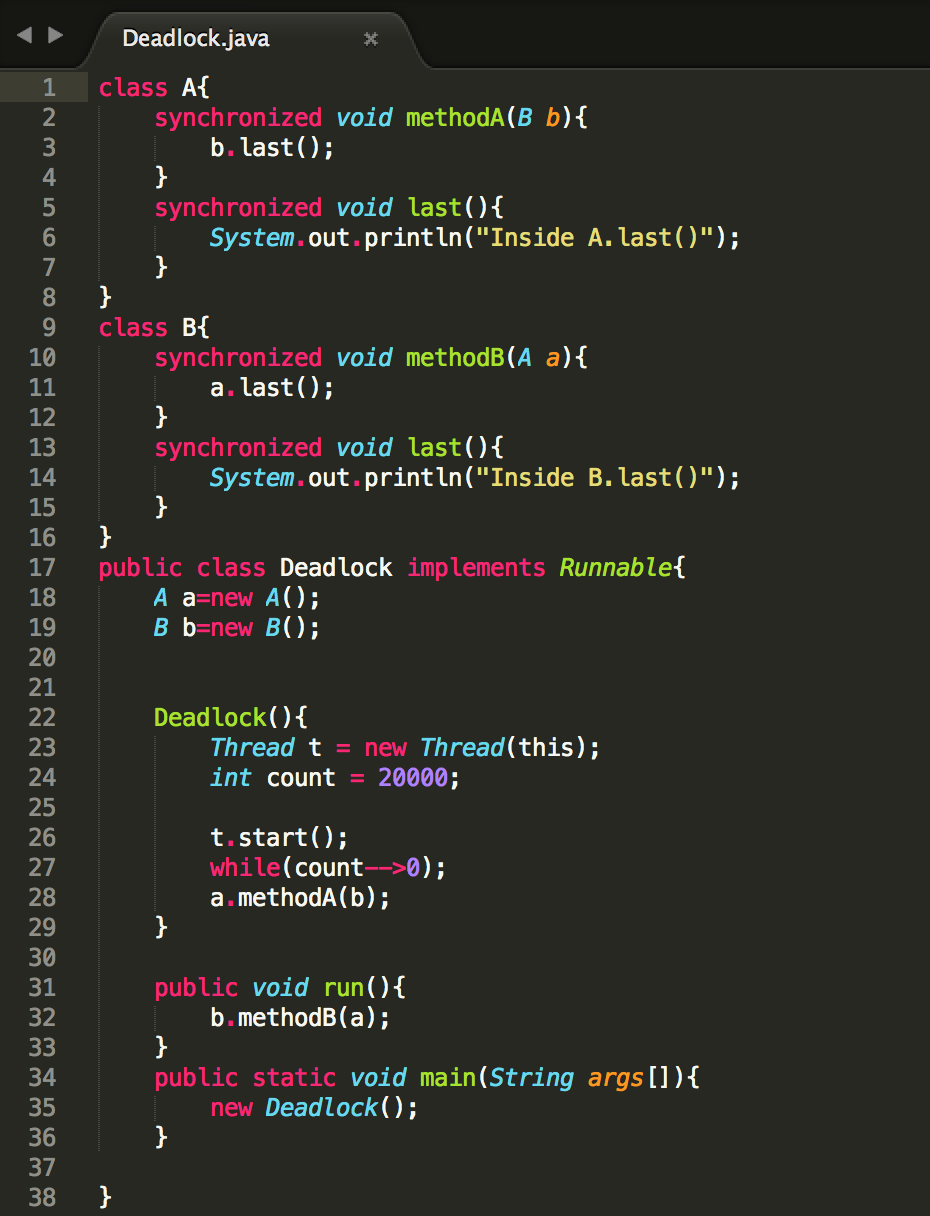 Deadlock.java
1 class A{
2     synchronized void methodA(B b){
3         b.last();
4     }
5     synchronized void last(){
6         System.out.println("Inside A.last()");
7     }
8 }
9 class B{
10     synchronized void methodB(A a){
11         a.last();
12     }
13     synchronized void last(){
14         System.out.println("Inside B.last()");
15     }
16 }
17 public class Deadlock implements Runnable{
18     A a=new A();
19     B b=new B();
20
21
22     Deadlock(){
23         Thread t = new Thread(this);
24         int count = 20000;
25
26         t.start();
27         while(count-->0);
28         a.methodA(b);
29     }
30
31     public void run(){
32         b.methodB(a);
33     }
34     public static void main(String args[]){
35         new Deadlock();
36     }
37
38 }